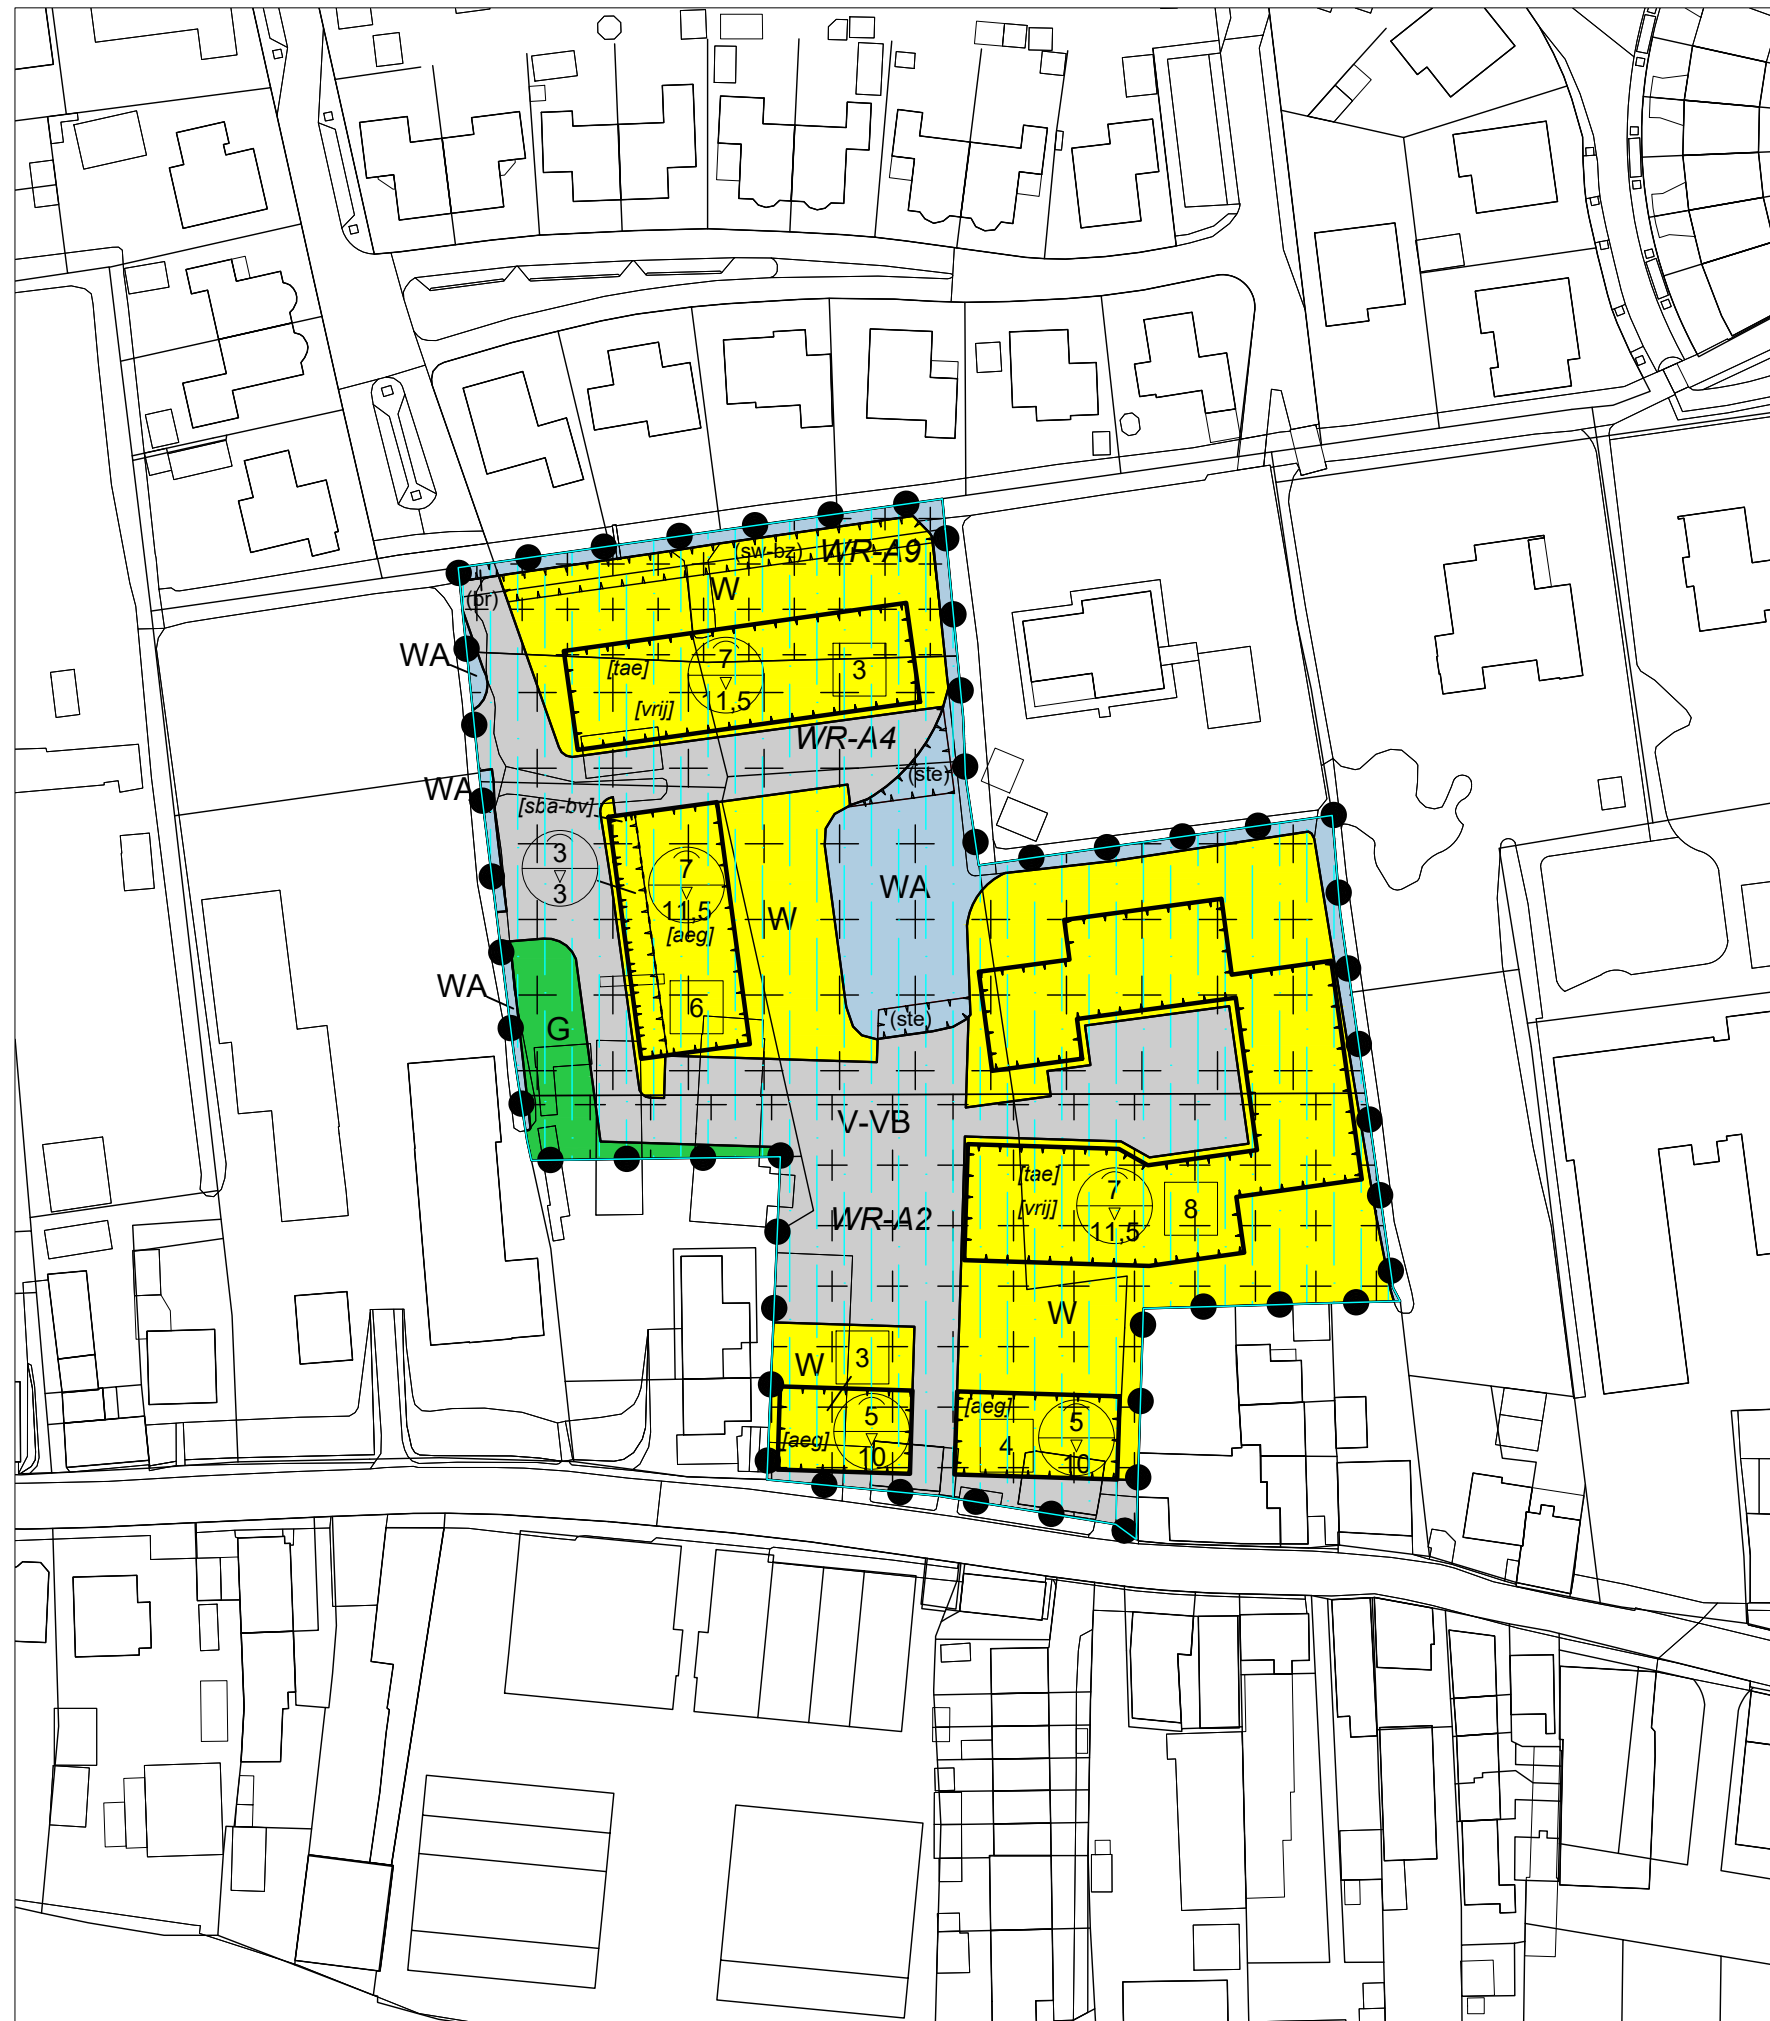 (sw-bz)
WR-A9
W
(br)
WA
[tae]
7
11,5
3
[vrij]
WR-A4
(ste)
WA
[sba-bv]
3
3
7
11,5
[aeg]
6
W
WA
WA
G
(ste)
V-VB
[tae]
[vrij]
7
11,5
8
WR-A2
W
W
3
5
10
[aeg]
[aeg]
4
5
10